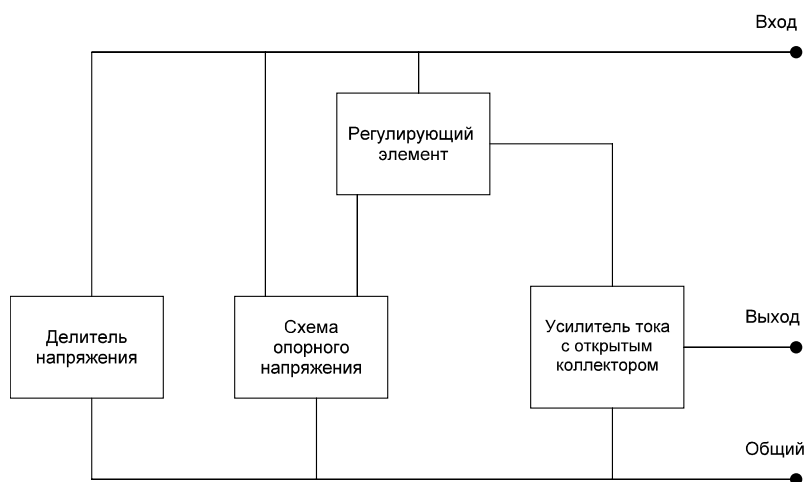 Вход
Регулирующий
элемент
Делитель
напряжения
Схема
опорного
напряжения
Усилитель тока
с открытым
коллектором
Выход
Общий